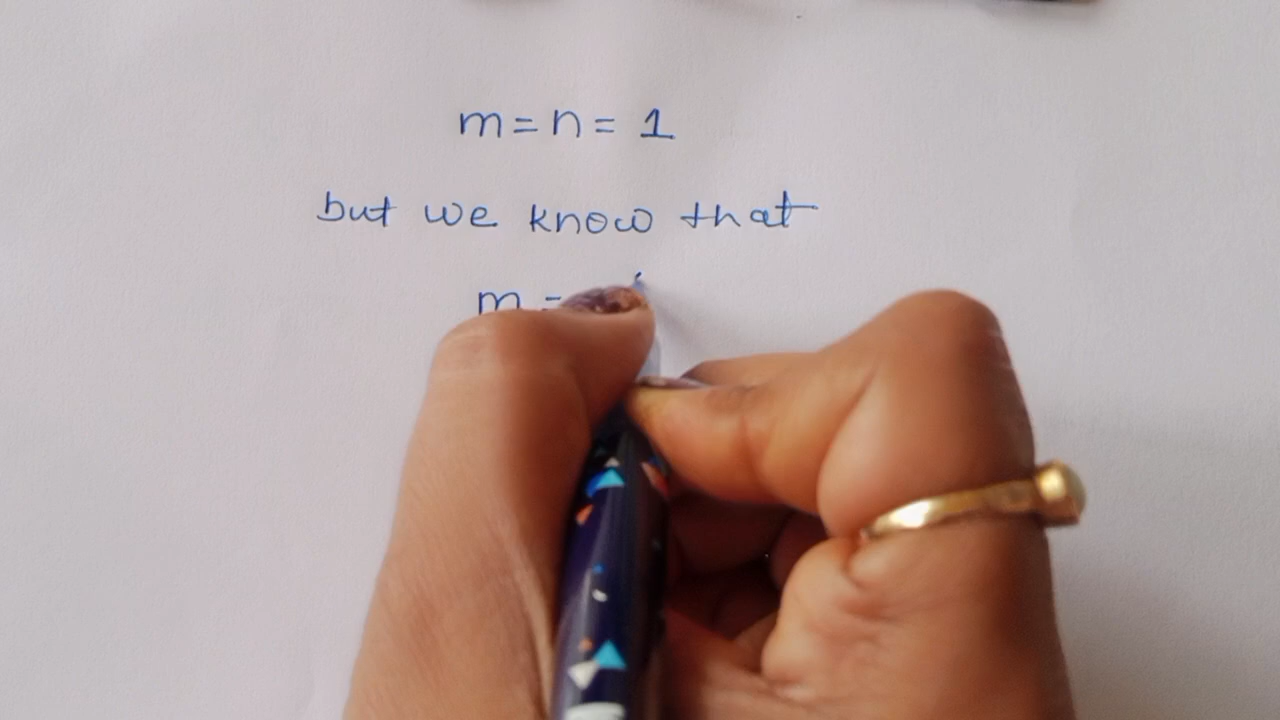 m = n = 1
but we know that
m =